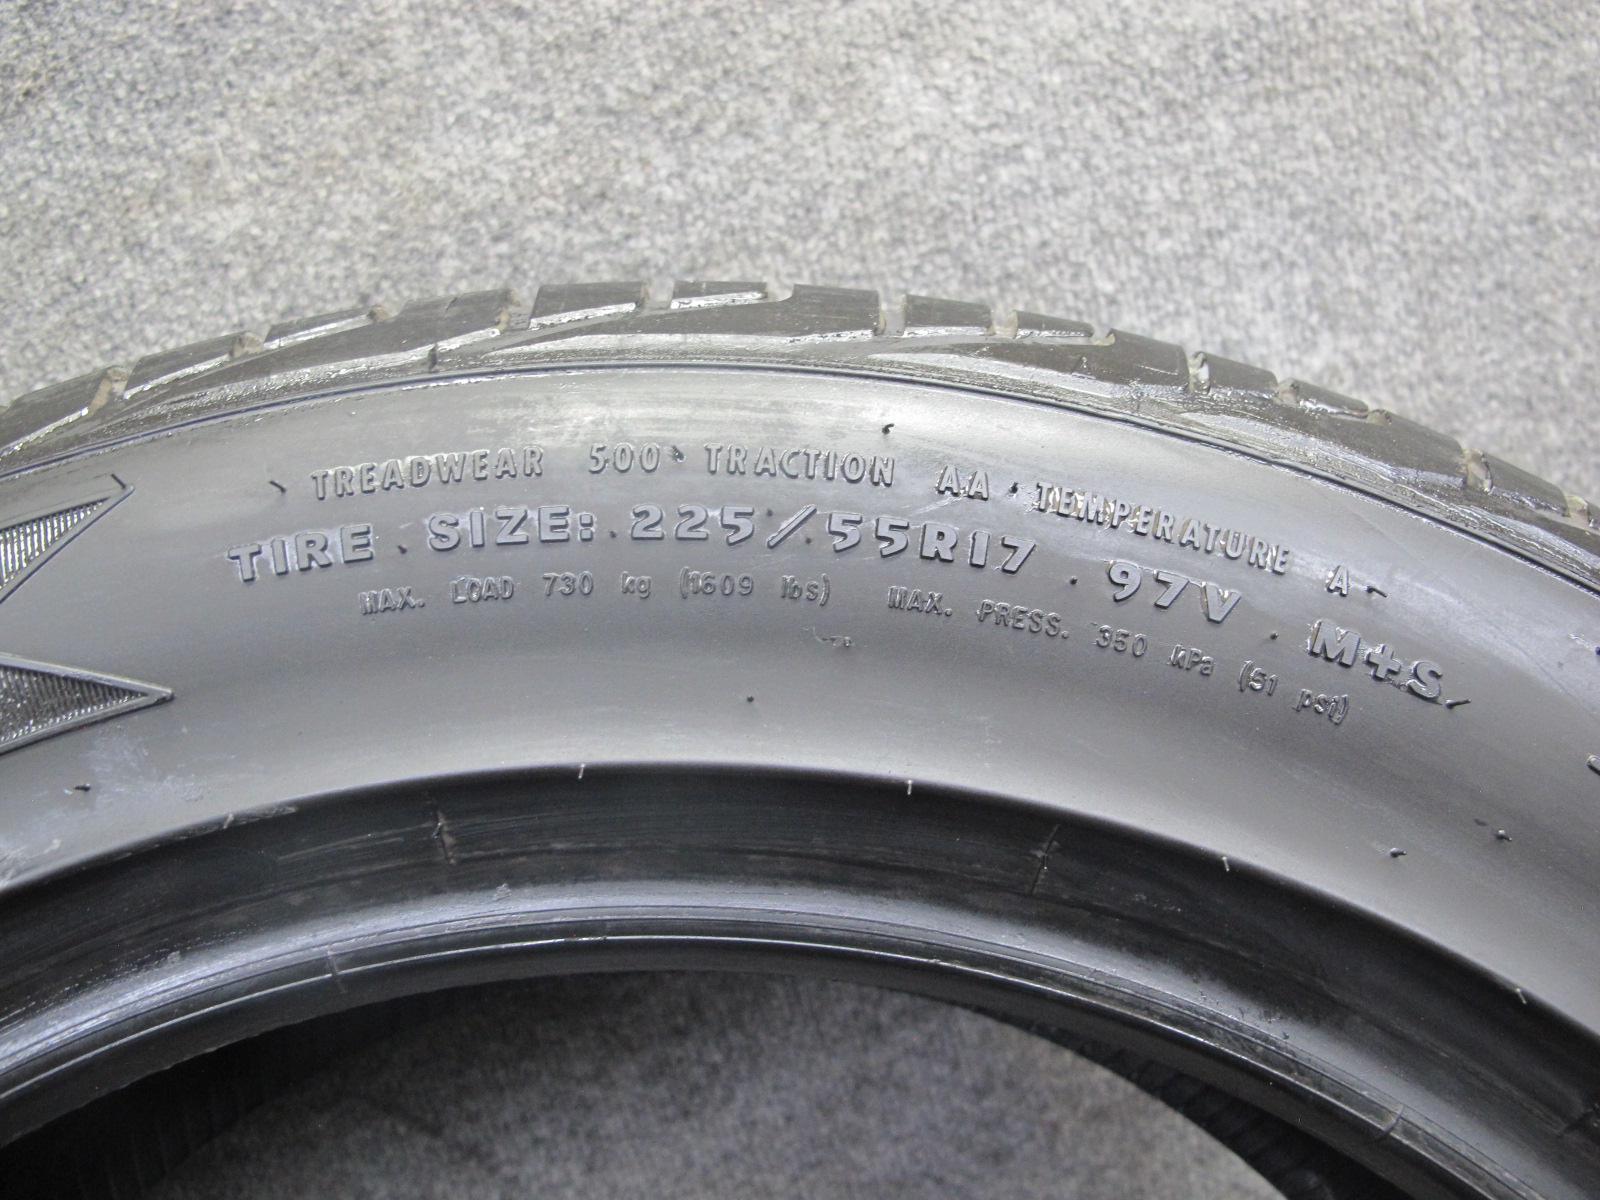 TREADWEAR 500 · TRACTION AA · TEMPERATURE A
TIRE SIZE: 225/55R17 97V M+S
MAX. LOAD 730 kg (1609 lbs) MAX. PRESS. 350 kPa (51 psi)